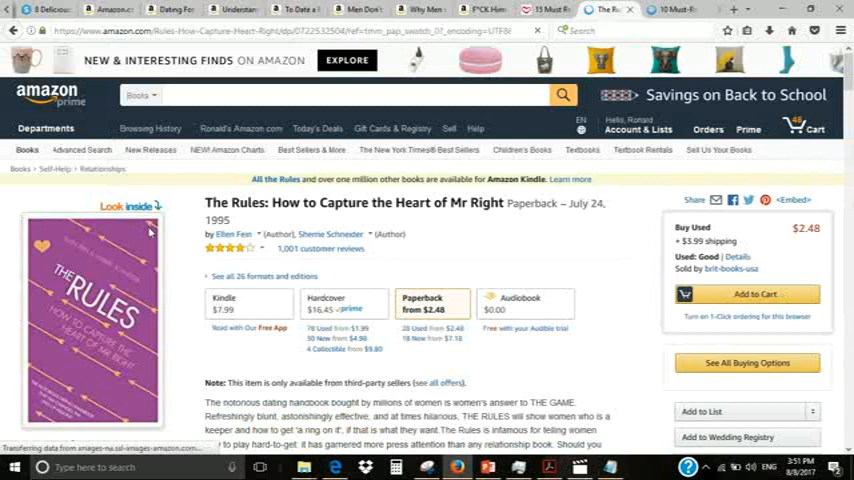 8 Delicious
Amazon.c
Dating For
Understan
To Date a
Men Don'
Why Men
F*CK Him
15 Must R
The Ru
10 Must-R
https://www.amazon.com/Rules-How-Capture-Heart-Right/dp/0722532504/ref=tmm_pap_swatch_0?_encoding=UTF8&
Search
NEW & INTERESTING FINDS ON AMAZON EXPLORE
amazon prime
Books
Savings on Back to School
Departments
Browsing History
Ronald's Amazon.com
Today's Deals
Gift Cards & Registry
Sell
Help
EN
Hello, Ronald
Account & Lists
Orders
Prime
Cart
Books
Advanced Search
New Releases
NEW! Amazon Charts
Best Sellers & More
The New York Times® Best Sellers
Children's Books
Textbooks
Textbook Rentals
Sell Us Your Books
Books › Self-Help › Relationships
All the Rules and over one million other books are available for Amazon Kindle. Learn more
Look inside
THE RULES
HOW TO CAPTURE THE
HEART OF MR RIGHT
The Rules: How to Capture the Heart of Mr Right Paperback – July 24,
1995
by Ellen Fein (Author), Sherrie Schneider (Author)
1,001 customer reviews
See all 26 formats and editions
Kindle
$7.99
Read with Our Free App
Hardcover
$16.45 prime
78 Used from $1.99
30 New from $4.98
4 Collectible from $9.80
Paperback
from $2.48
28 Used from $2.48
18 New from $7.18
Audiobook
$0.00
Free with your Audible trial
Note: This item is only available from third-party sellers (see all offers).
The notorious dating handbook bought by millions of women is women's answer to THE GAME.
Refreshingly blunt, astonishingly effective, and at times hilarious, THE RULES will show women who is a
keeper and how to get 'a ring on it', if that is what they want.The Rules is infamous for telling women
to play hard-to-get: it has garnered more press attention than any relationship book. Should you
Share <Embed>
Buy Used $2.48
+ $3.99 shipping
Used: Good | Details
Sold by brit-books-usa
Add to Cart
Turn on 1-Click ordering for this browser
See All Buying Options
Add to List
Add to Wedding Registry
Transferring data from images-na.ssl-images-amazon.com...
Type here to search
ENG
3:51 PM
8/8/2017